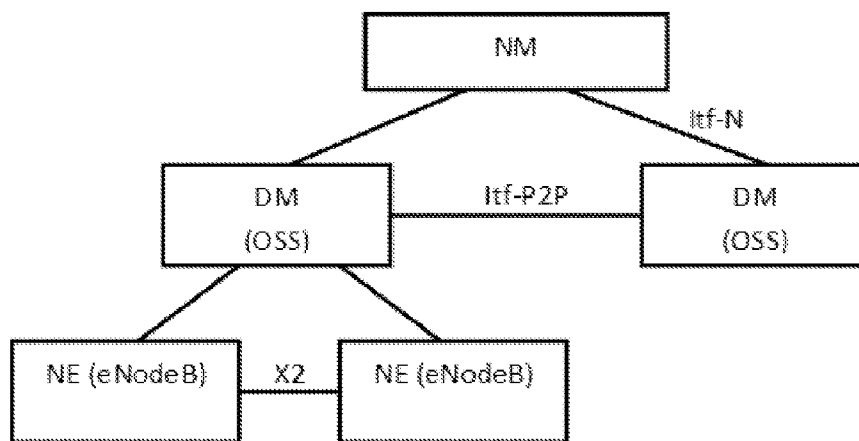 NM
Itf-N
DM
(OSS)
Itf-P2P
DM
(OSS)
NE (eNodeB)
X2
NE (eNodeB)